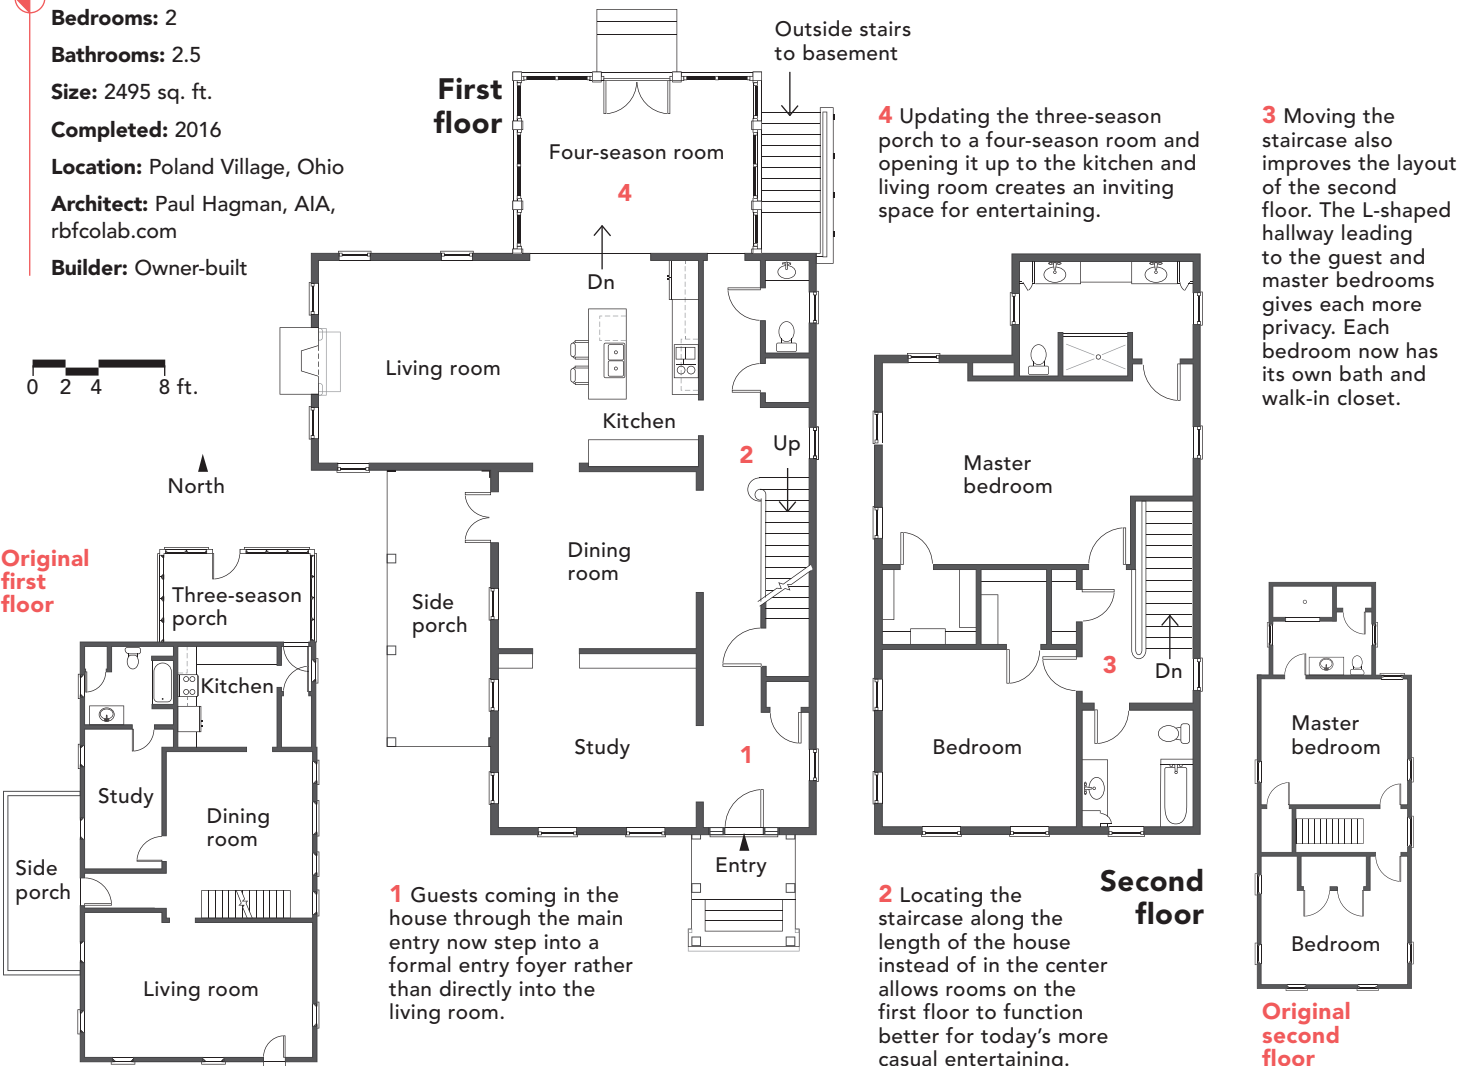 Bedrooms: 2
Bathrooms: 2.5
Size: 2495 sq. ft.
Completed: 2016
Location: Poland Village, Ohio
Architect: Paul Hagman, AIA,
rbfcolab.com
Builder: Owner-built
0 2 4 8 ft.
North
First
floor
Outside stairs
to basement
Four-season room
4
Dn
Living room
Kitchen
2
Up
Dining
room
Side
porch
Study
1
Entry
4 Updating the three-season
porch to a four-season room and
opening it up to the kitchen and
living room creates an inviting
space for entertaining.
3 Moving the
staircase also
improves the layout
of the second
floor. The L-shaped
hallway leading
to the guest and
master bedrooms
gives each more
privacy. Each
bedroom now has
its own bath and
walk-in closet.
Master
bedroom
3
Dn
Bedroom
Second
floor
Original
first
floor
Three-season
porch
Kitchen
Study
Dining
room
Side
porch
Living room
1 Guests coming in the
house through the main
entry now step into a
formal entry foyer rather
than directly into the
living room.
2 Locating the
staircase along the
length of the house
instead of in the center
allows rooms on the
first floor to function
better for today's more
casual entertaining.
Master
bedroom
Bedroom
Original
second
floor